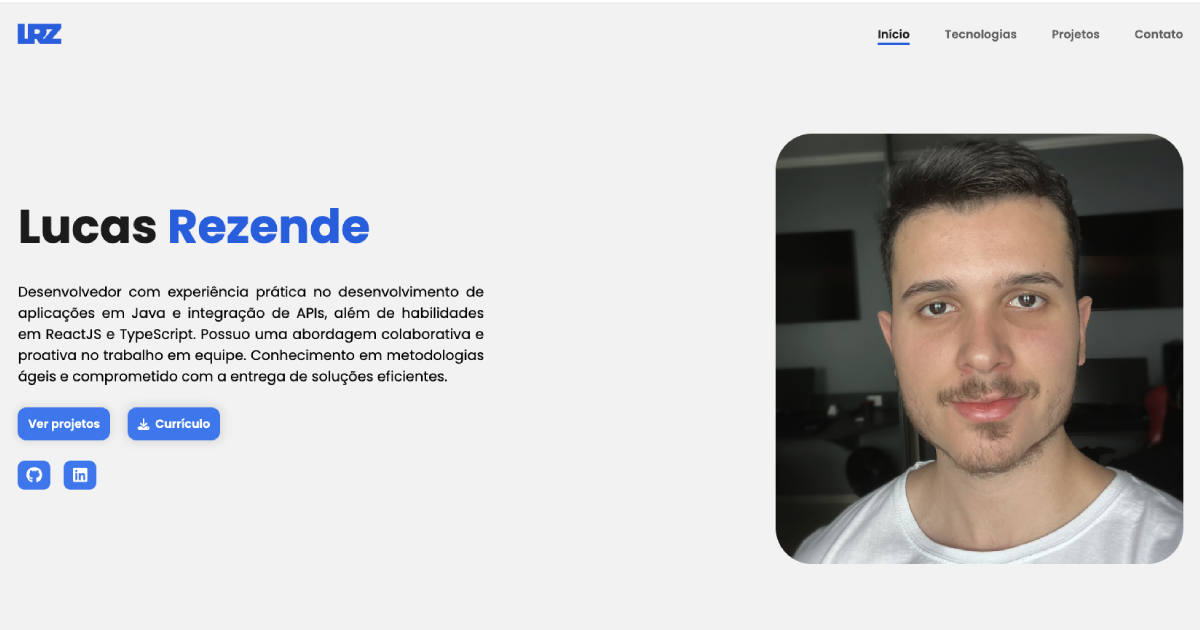 LRZ
Início Tecnologias Projetos Contato
Lucas Rezende
Desenvolvedor com experiência prática no desenvolvimento de
aplicações em Java e integração de APIs, além de habilidades
em ReactJS e TypeScript. Possuo uma abordagem colaborativa e
proativa no trabalho em equipe. Conhecimento em metodologias
ágeis e comprometido com a entrega de soluções eficientes.
Ver projetos Currículo
in